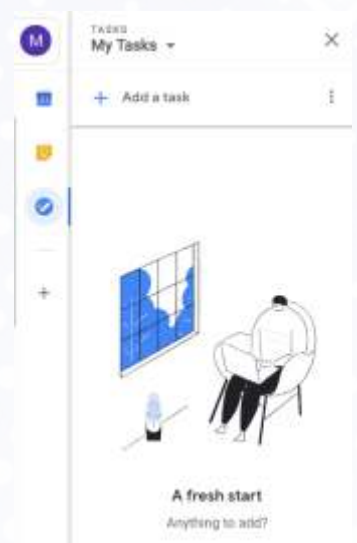 M
TASKS
My Tasks
Add a task
A fresh start
Anything to add?